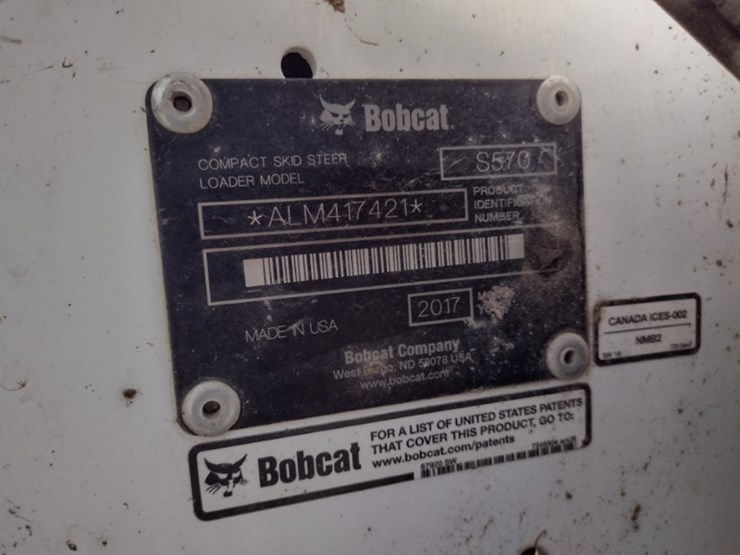 Bobcat.
COMPACT SKID STEER
LOADER MODEL
S570
*ALM417421*
PRODUCT
IDENTIFICATION
NUMBER
MADE IN USA
2017
Bobcat Company
West Fargo, ND 58078 USA
www.bobcat.com
CANADA ICES-002
NMB2
Bobcat
FOR A LIST OF UNITED STATES PATENTS
THAT COVER THIS PRODUCT, GO TO:
www.bobcat.com/patents